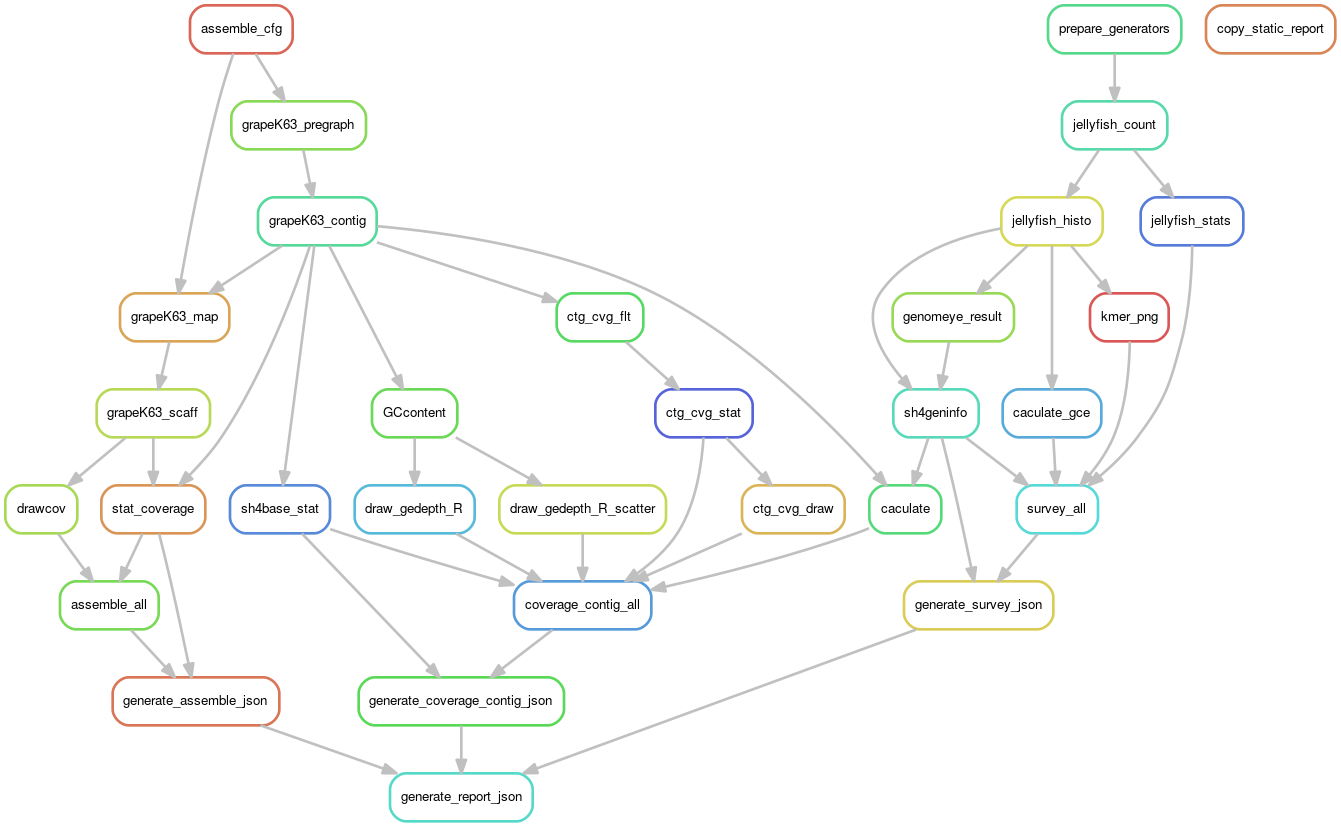 assemble_cfg
prepare_generators
copy_static_report
grapeK63_pregraph
jellyfish_count
grapeK63_contig
jellyfish_histo
jellyfish_stats
grapeK63_map
ctg_cvg_flt
genomeye_result
kmer_png
grapeK63_scaff
GCcontent
ctg_cvg_stat
sh4geninfo
caculate_gce
drawcov
stat_coverage
sh4base_stat
draw_gedepth_R
draw_gedepth_R_scatter
ctg_cvg_draw
caculate
survey_all
assemble_all
coverage_contig_all
generate_survey_json
generate_assemble_json
generate_coverage_contig_json
generate_report_json